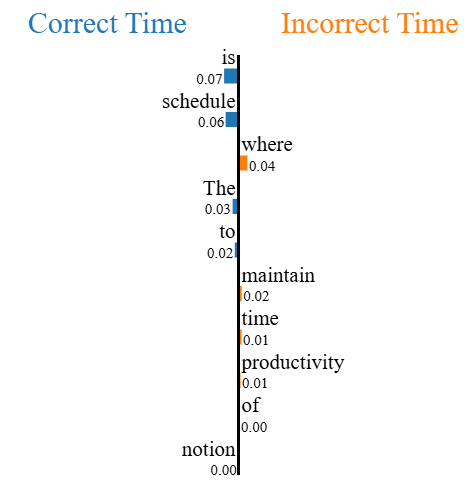 Correct Time Incorrect Time
is
0.07
schedule
0.06
where
0.04
The
0.03
to
0.02
maintain
0.02
time
0.01
productivity
0.01
of
0.00
notion
0.00